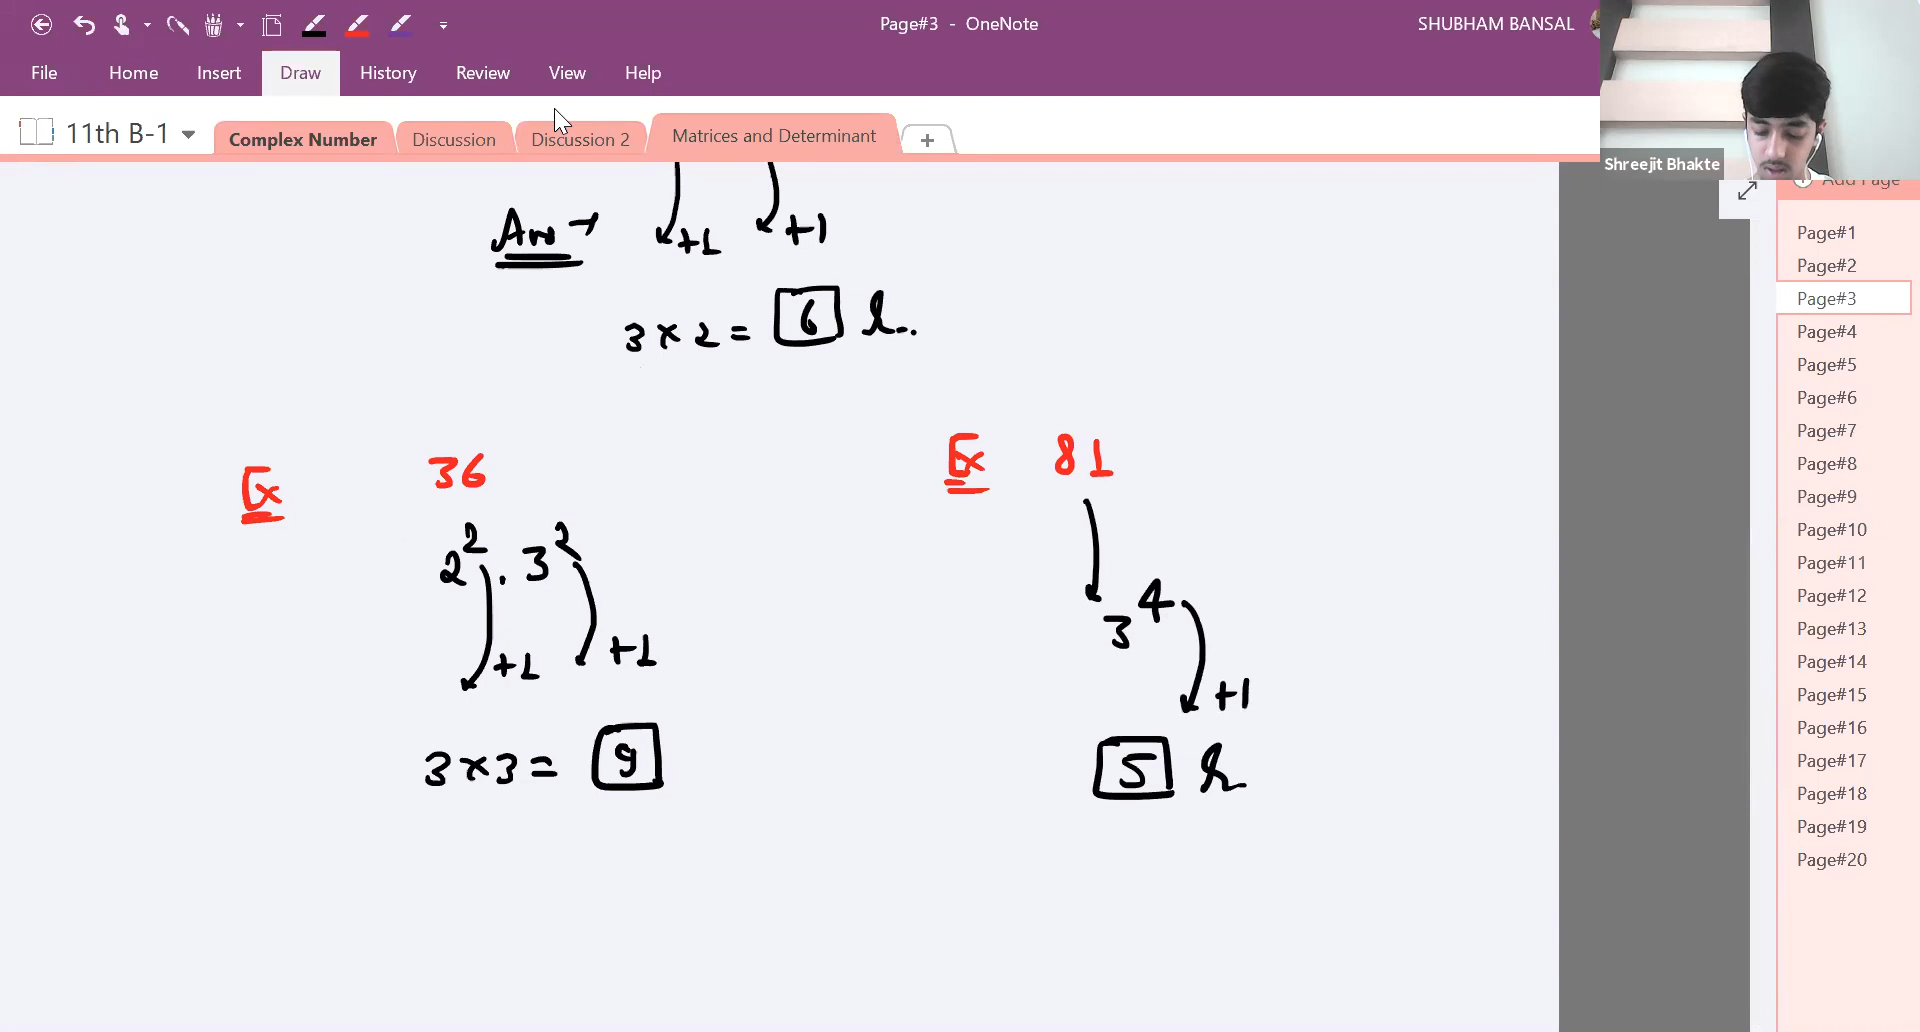 Page#3 - OneNote
SHUBHAM BANSAL
File Home Insert Draw History Review View Help
11th B-1
Complex Number
Discussion
Discussion 2
Matrices and Determinant
+
Shreejit Bhakte
Add Page
Page#1
Page#2
Page#3
Page#4
Page#5
Page#6
Page#7
Page#8
Page#9
Page#10
Page#11
Page#12
Page#13
Page#14
Page#15
Page#16
Page#17
Page#18
Page#19
Page#20
Ans →
+1 +1
3 × 2 = 6
Ex 36
2² . 3²
+1 +1
3 × 3 = 9
Ex 81
3⁴
+1
5